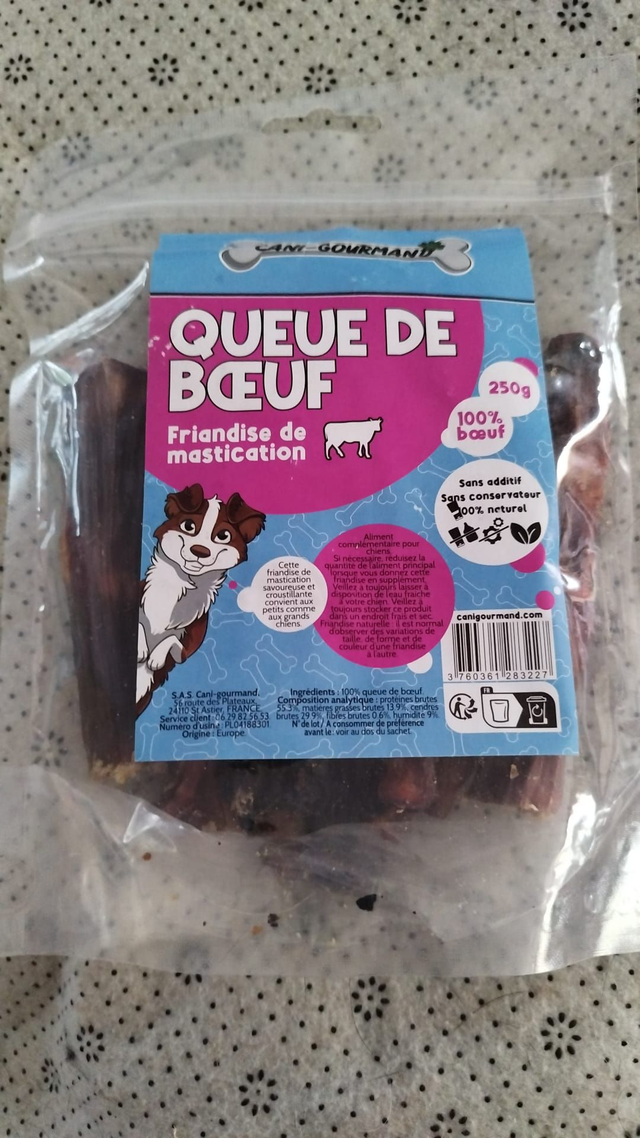 CANI-GOURMAND
QUEUE DE
BŒUF
Friandise de
mastication
250g
100%
bœuf
Sans additif
Sans conservateur
100% naturel
Cette
friandise de
mastication
savoureuse et
croustillante
convient aux
petits comme
aux grands
chiens.
Aliment
complémentaire pour
chiens.
Si nécessaire, réduisez la
quantité de l'aliment principal
lorsque vous donnez cette
friandise en supplément.
Veillez à toujours laisser à
disposition de l'eau fraîche
à votre chien. Veillez à
toujours stocker ce produit
dans un endroit frais et sec.
Friandise naturelle : il est normal
d'observer des variations de
taille, de forme et de
couleur d'une friandise
à l'autre.
canigourmand.com
3 760361 283227
FR
S.A.S. Cani-gourmand.
56 route des Plateaux,
24110 St Astier, FRANCE
Service client : 06 29 82 56 53
Numéro d'usine : PL04188301
Origine : Europe
Ingrédients : 100% queue de bœuf.
Composition analytique : protéines brutes
55.3%, matières grasses brutes 13.9%, cendres
brutes 29.9%, fibres brutes 0.6%, humidité 9%.
N° de lot / A consommer de préférence
avant le : voir au dos du sachet.